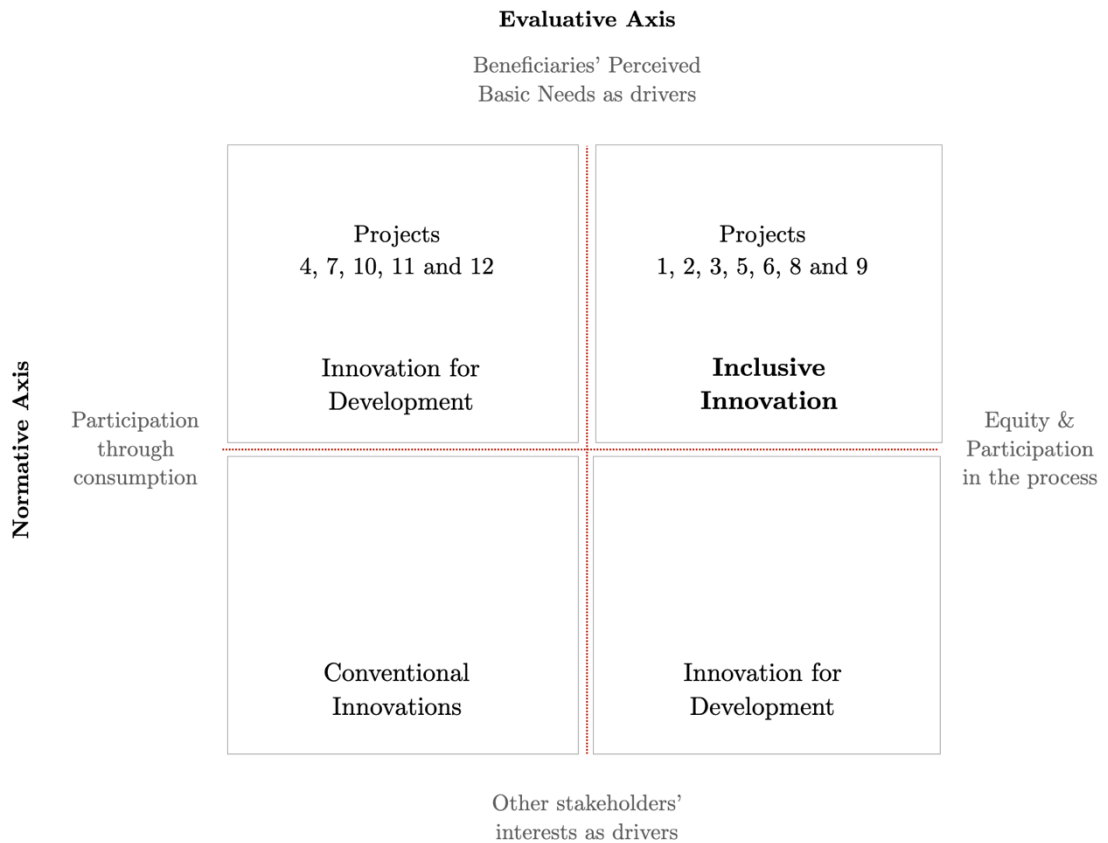 Evaluative Axis
Beneficiaries’ Perceived
Basic Needs as drivers
Projects
4, 7, 10, 11 and 12
Innovation for
Development
Projects
1, 2, 3, 5, 6, 8 and 9
Inclusive
Innovation
Normative Axis
Participation
through
consumption
Equity &
Participation
in the process
Conventional
Innovations
Innovation for
Development
Other stakeholders’
interests as drivers